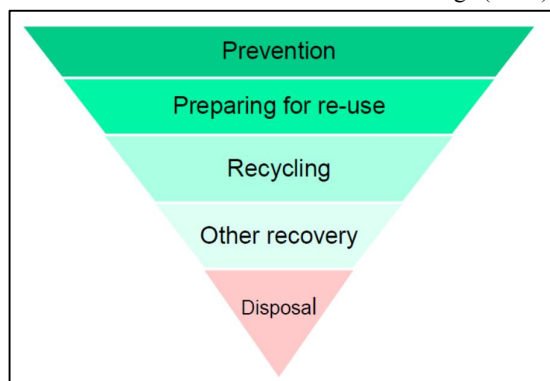 Prevention
Preparing for re-use
Recycling
Other recovery
Disposal